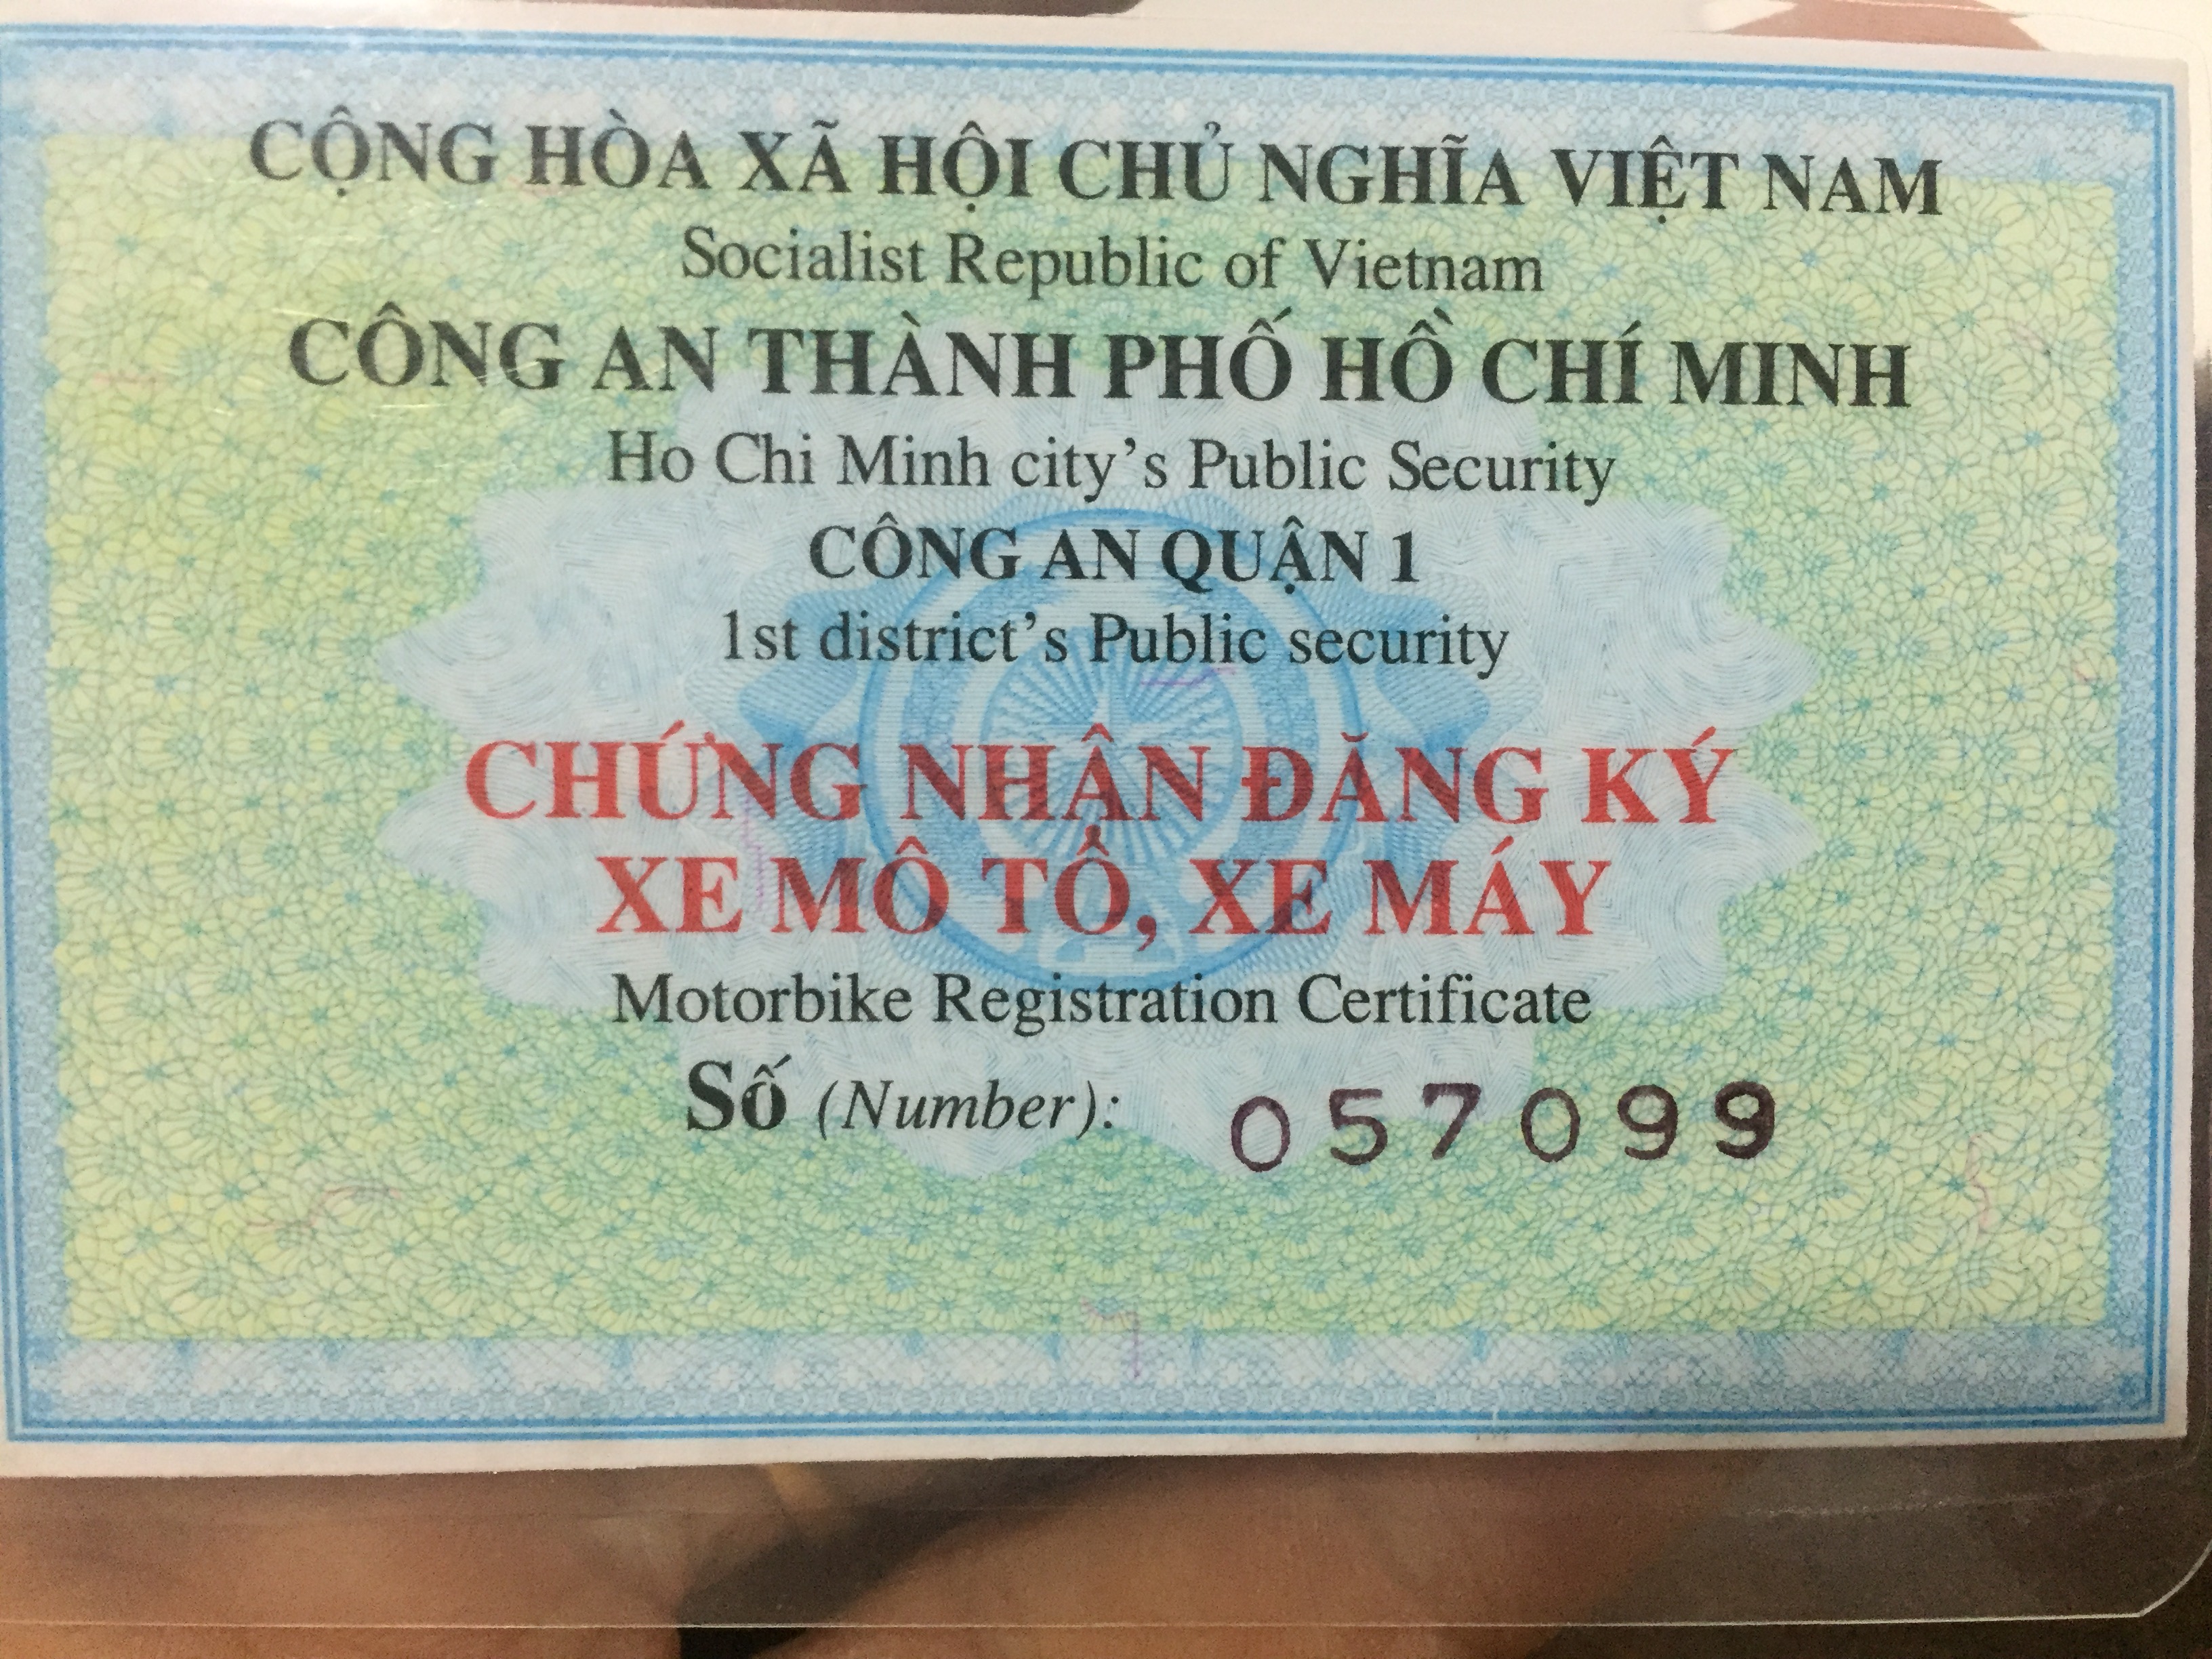 CỘNG HÒA XÃ HỘI CHỦ NGHĨA VIỆT NAM
Socialist Republic of Vietnam
CÔNG AN THÀNH PHỐ HỒ CHÍ MINH
Ho Chi Minh city's Public Security
CÔNG AN QUẬN 1
1st district's Public security
CHỨNG NHẬN ĐĂNG KÝ
XE MÔ TÔ, XE MÁY
Motorbike Registration Certificate
Số (Number): 0570999